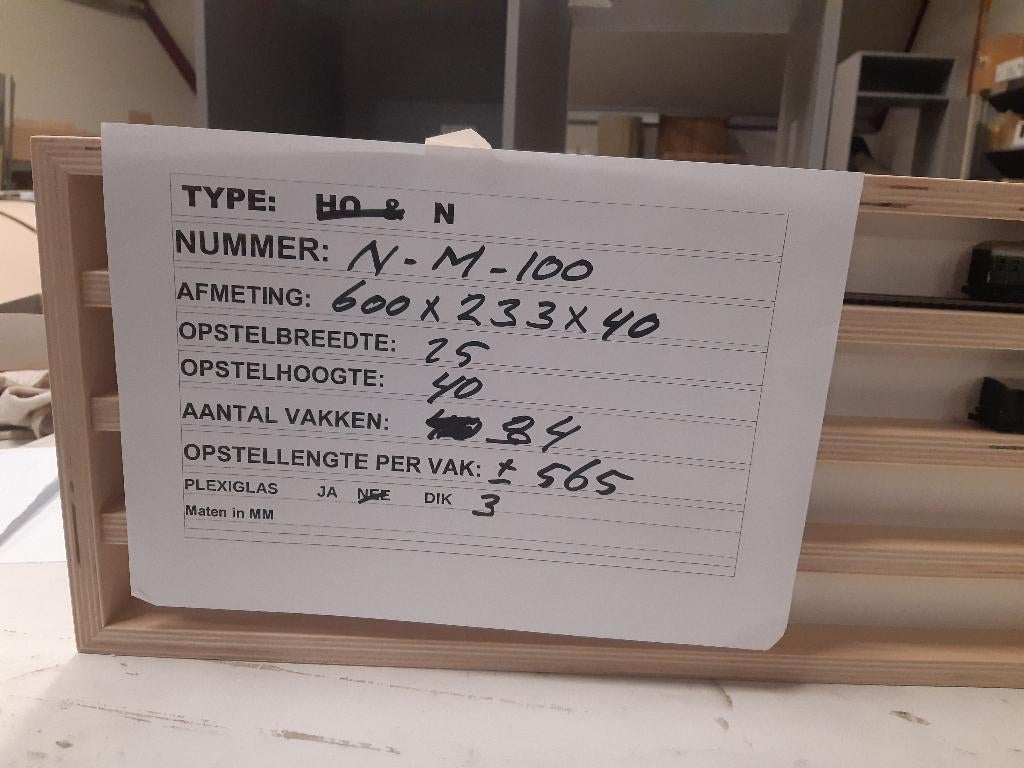 TYPE: HO & N
NUMMER: N-M-100
AFMETING: 600 x 233 x 40
OPSTELBREEDTE: 25
OPSTELHOOGTE: 40
AANTAL VAKKEN: 84
OPSTELLENGTE PER VAK: ± 565
PLEXIGLAS JA NEE DIK 3
Maten in MM